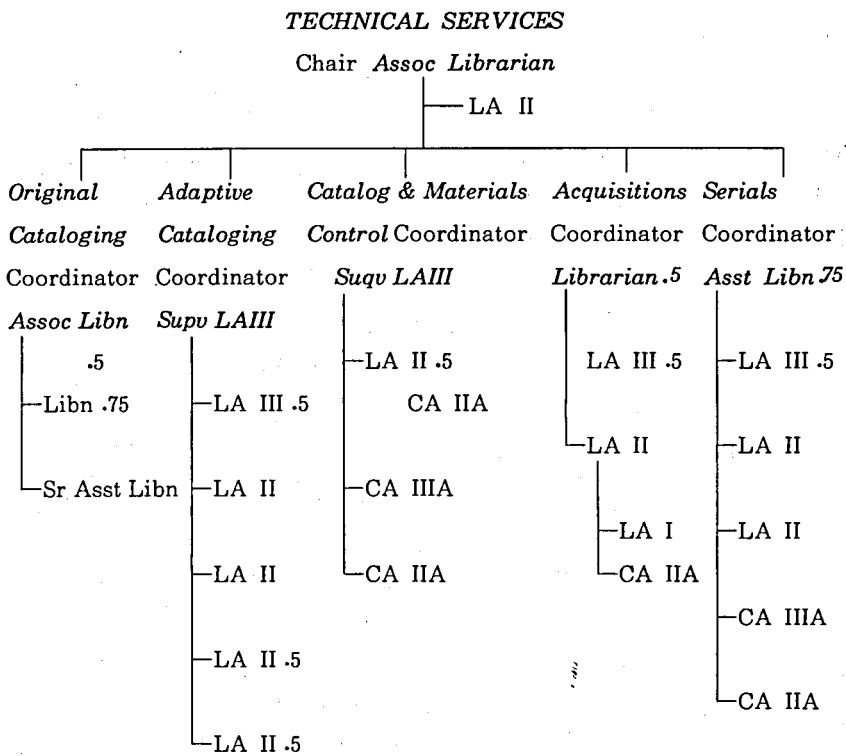 TECHNICAL SERVICES
Chair Assoc Librarian
LA II
Original
Cataloging
Coordinator
Assoc Libn
.5
Libn .75
Sr Asst Libn
Adaptive
Cataloging
Coordinator
Supv LAIII
LA III .5
LA II
LA II
LA II .5
LA II .5
Catalog & Materials
Control Coordinator
Suqv LAIII
LA II .5
CA IIA
CA IIIA
CA IIA
Acquisitions
Coordinator
Librarian .5
LA III .5
LA II
LA I
CA IIA
Serials
Coordinator
Asst Libn .75
LA III .5
LA II
LA II
CA IIIA
CA IIA